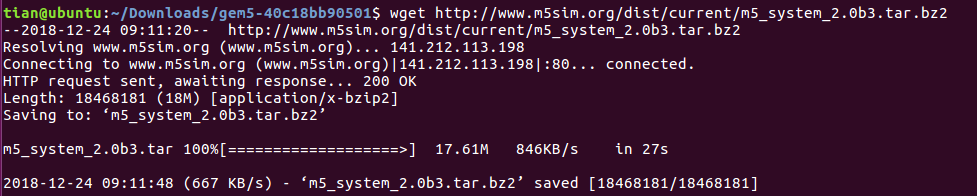 tian@ubuntu:~/Downloads/gem5-40c18bb90501$ wget http://www.m5sim.org/dist/current/m5_system_2.0b3.tar.bz2
--2018-12-24 09:11:20--  http://www.m5sim.org/dist/current/m5_system_2.0b3.tar.bz2
Resolving www.m5sim.org (www.m5sim.org)... 141.212.113.198
Connecting to www.m5sim.org (www.m5sim.org)|141.212.113.198|:80... connected.
HTTP request sent, awaiting response... 200 OK
Length: 18468181 (18M) [application/x-bzip2]
Saving to: ‘m5_system_2.0b3.tar.bz2’
m5_system_2.0b3.tar 100%[===================>]  17.61M   846KB/s    in 27s
2018-12-24 09:11:48 (667 KB/s) - ‘m5_system_2.0b3.tar.bz2’ saved [18468181/18468181]